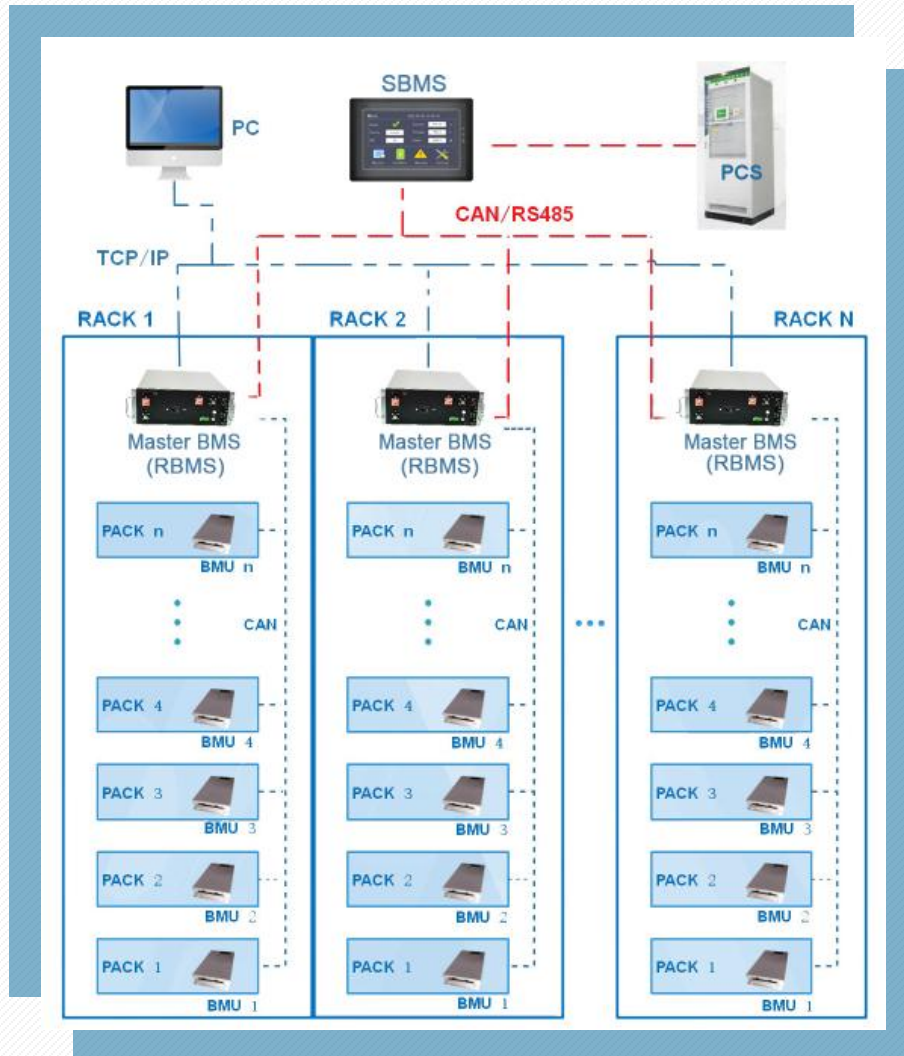 SBMS
PC
PCS
CAN/RS485
TCP/IP
RACK 1
RACK 2
RACK N
Master BMS
(RBMS)
Master BMS
(RBMS)
Master BMS
(RBMS)
PACK n
BMU n
PACK n
BMU n
PACK n
BMU n
CAN
CAN
CAN
PACK 4
BMU 4
PACK 4
BMU 4
PACK 4
BMU 4
PACK 3
BMU 3
PACK 3
BMU 3
PACK 3
BMU 3
PACK 2
BMU 2
PACK 2
BMU 2
PACK 2
BMU 2
PACK 1
BMU 1
PACK 1
BMU 1
PACK 1
BMU 1